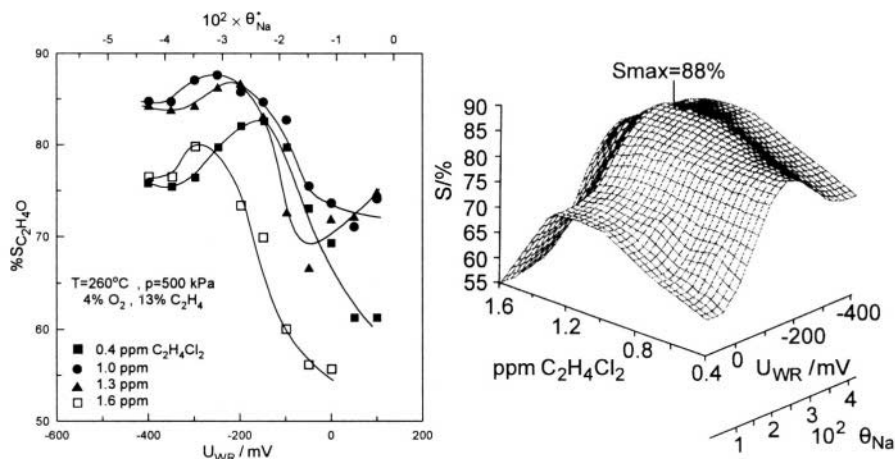 10² × θ*Na
-5 -4 -3 -2 -1 0
90
80
70
60
50
%SC₂H₄O
T=260°C , p=500 kPa
4% O₂ , 13% C₂H₄
■ 0.4 ppm C₂H₄Cl₂
● 1.0 ppm
▲ 1.3 ppm
□ 1.6 ppm
-600 -400 -200 0 200
UWR / mV
Smax=88%
S/%
90
85
80
75
70
65
60
55
1.6
1.2
0.8
0.4
ppm C₂H₄Cl₂
-400
-200
0
UWR /mV
1 2 3 4
10² θNa